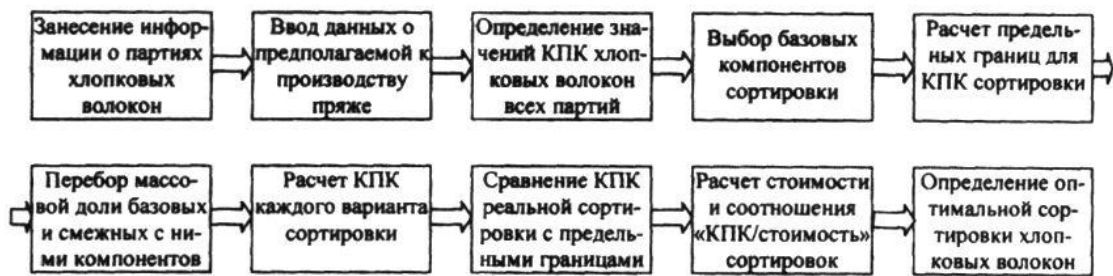 Занесение инфор-
мации о партиях
хлопковых
волокон
Ввод данных о
предполагаемой к
производству
пряже
Определение зна-
чений КПК хлоп-
ковых волокон
всех партий
Выбор базовых
компонентов
сортировки
Расчет предель-
ных границ для
КПК сортировки
Перебор массо-
вой доли базовых
и смежных с ни-
ми компонентов
Расчет КПК
каждого варианта
сортировки
Сравнение КПК
реальной сорти-
ровки с предель-
ными границами
Расчет стоимости
и соотношения
«КПК/стоимость»
сортировок
Определение оп-
тимальной сор-
тировки хлоп-
ковых волокон